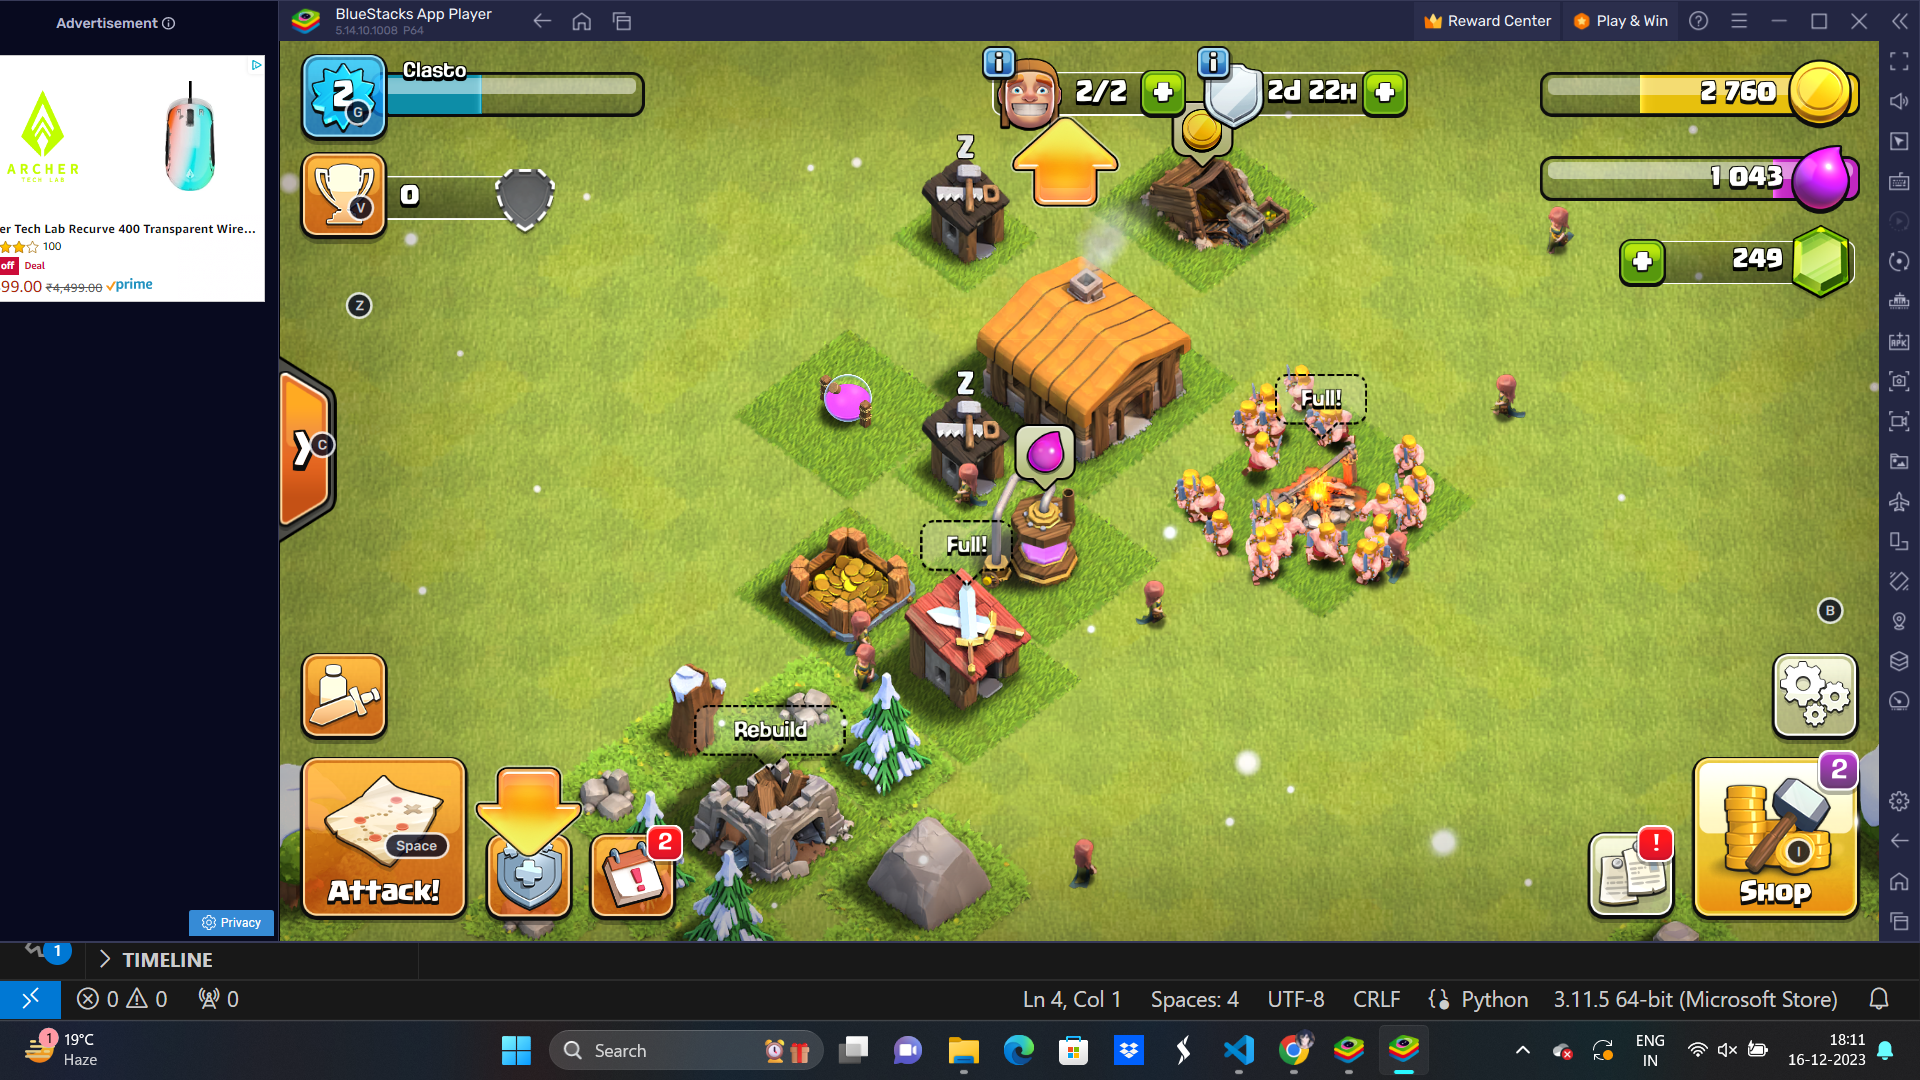 Advertisement
BlueStacks App Player
5.14.10.1008 P64
Reward Center
Play & Win
ARCHER
TECH LAB
er Tech Lab Recurve 400 Transparent Wire...
100
off Deal
99.00 ₹4,499.00 prime
Privacy
2
G
Clasto
V
0
2/2
2d 22H
2 760
1 043
249
Z
Z
Z
C
Full!
Full!
Rebuild
B
Space
Attack!
2
!
2
I
Shop
1
TIMELINE
0 0 0
Ln 4, Col 1 Spaces: 4 UTF-8 CRLF Python 3.11.5 64-bit (Microsoft Store)
1
19°C
Haze
Search
ENG
IN
18:11
16-12-2023